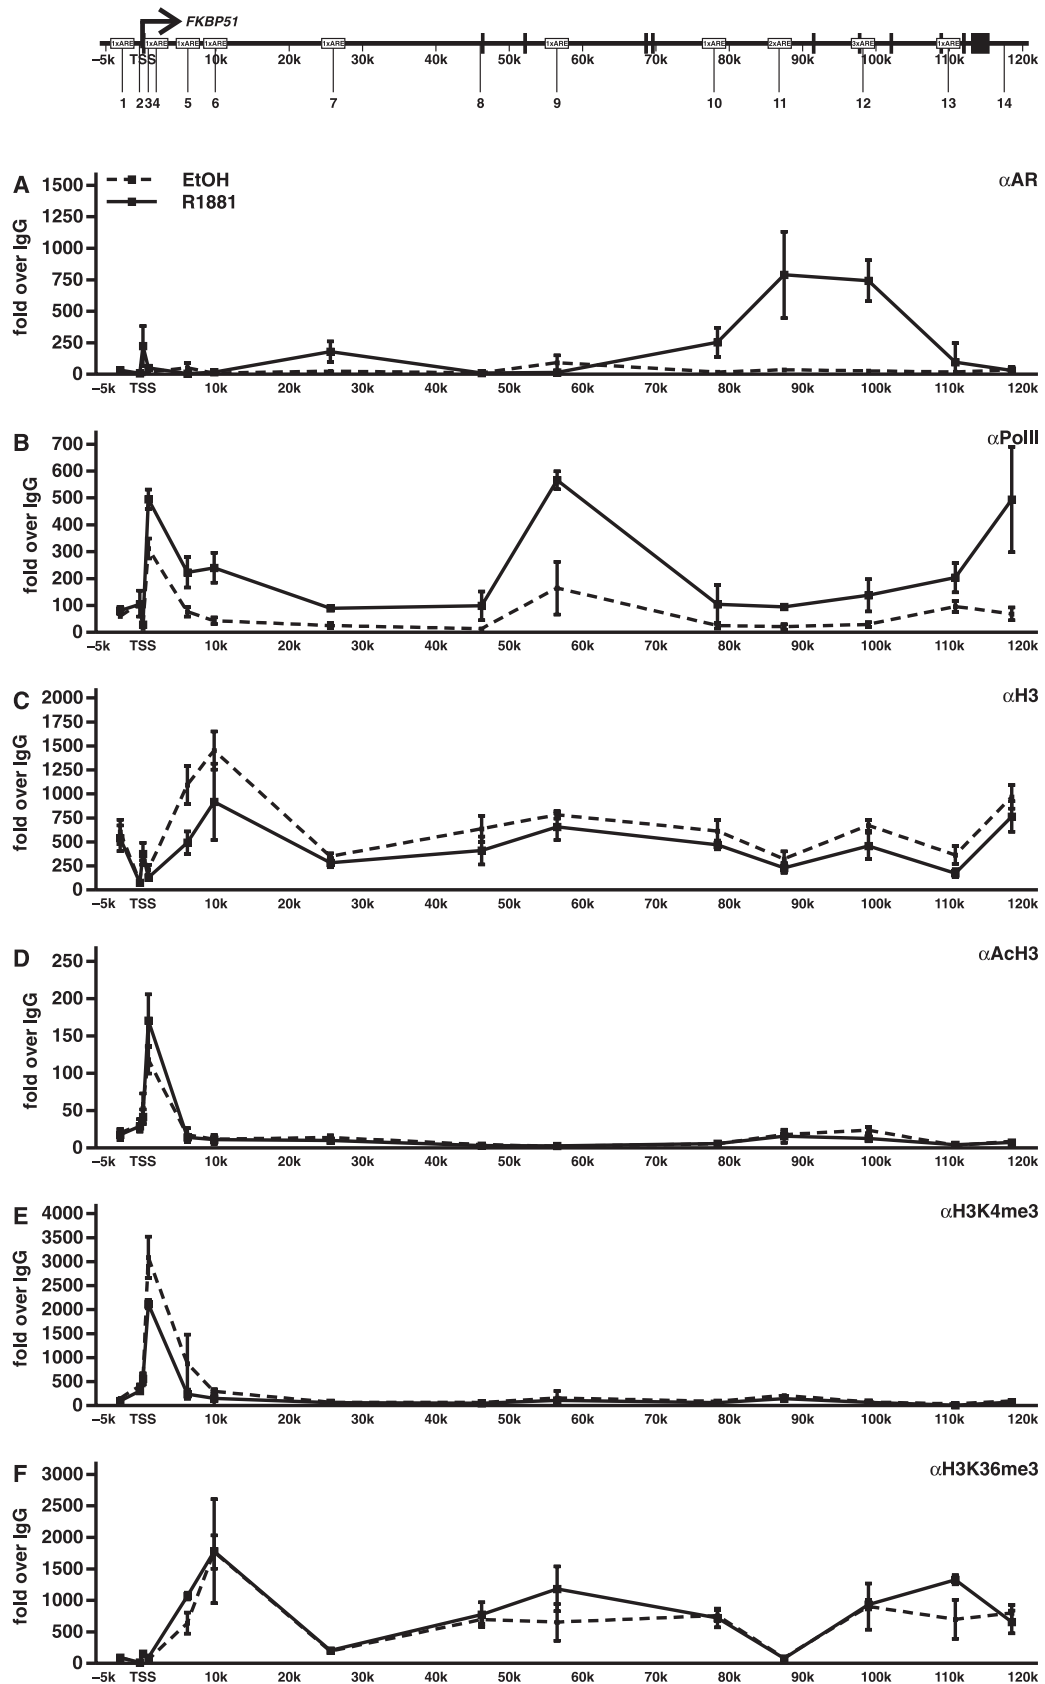 FKBP51
1xARE 1xARE 1xARE 1xARE 1xARE 1xARE 1xARE 2xARE 3xARE 1xARE
–5k TSS 10k 20k 30k 40k 50k 60k 70k 80k 90k 100k 110k 120k
1 2 3 4 5 6 7 8 9 10 11 12 13 14
A
αAR
EtOH
R1881
fold over IgG
1500
1250
1000
750
500
250
0
–5k TSS 10k 20k 30k 40k 50k 60k 70k 80k 90k 100k 110k 120k
B
αPolII
fold over IgG
700
600
500
400
300
200
100
0
–5k TSS 10k 20k 30k 40k 50k 60k 70k 80k 90k 100k 110k 120k
C
αH3
fold over IgG
2000
1750
1500
1250
1000
750
500
250
0
–5k TSS 10k 20k 30k 40k 50k 60k 70k 80k 90k 100k 110k 120k
D
αAcH3
fold over IgG
250
200
150
100
50
0
–5k TSS 10k 20k 30k 40k 50k 60k 70k 80k 90k 100k 110k 120k
E
αH3K4me3
fold over IgG
4000
3500
3000
2500
2000
1500
1000
500
0
–5k TSS 10k 20k 30k 40k 50k 60k 70k 80k 90k 100k 110k 120k
F
αH3K36me3
fold over IgG
3000
2500
2000
1500
1000
500
0
–5k TSS 10k 20k 30k 40k 50k 60k 70k 80k 90k 100k 110k 120k